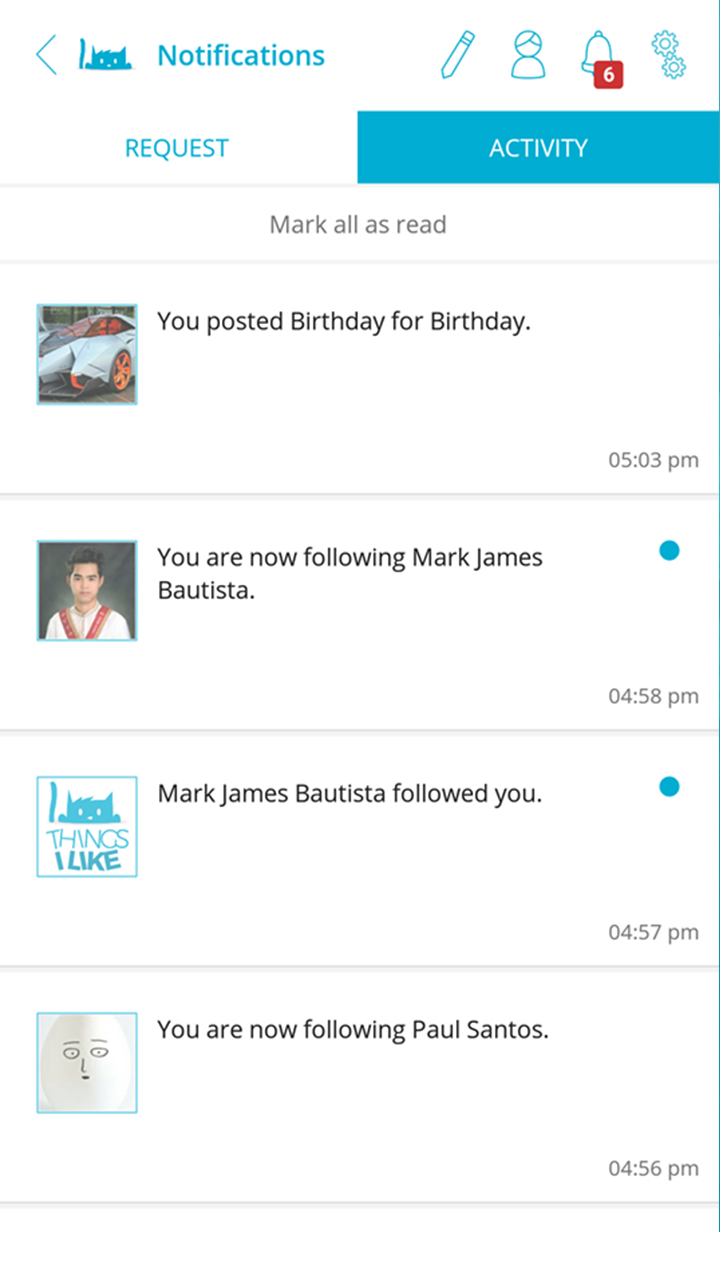 Notifications
6
REQUEST
ACTIVITY
Mark all as read
You posted Birthday for Birthday.
05:03 pm
You are now following Mark James
Bautista.
04:58 pm
Mark James Bautista followed you.
THINGS
I LIKE
04:57 pm
You are now following Paul Santos.
04:56 pm